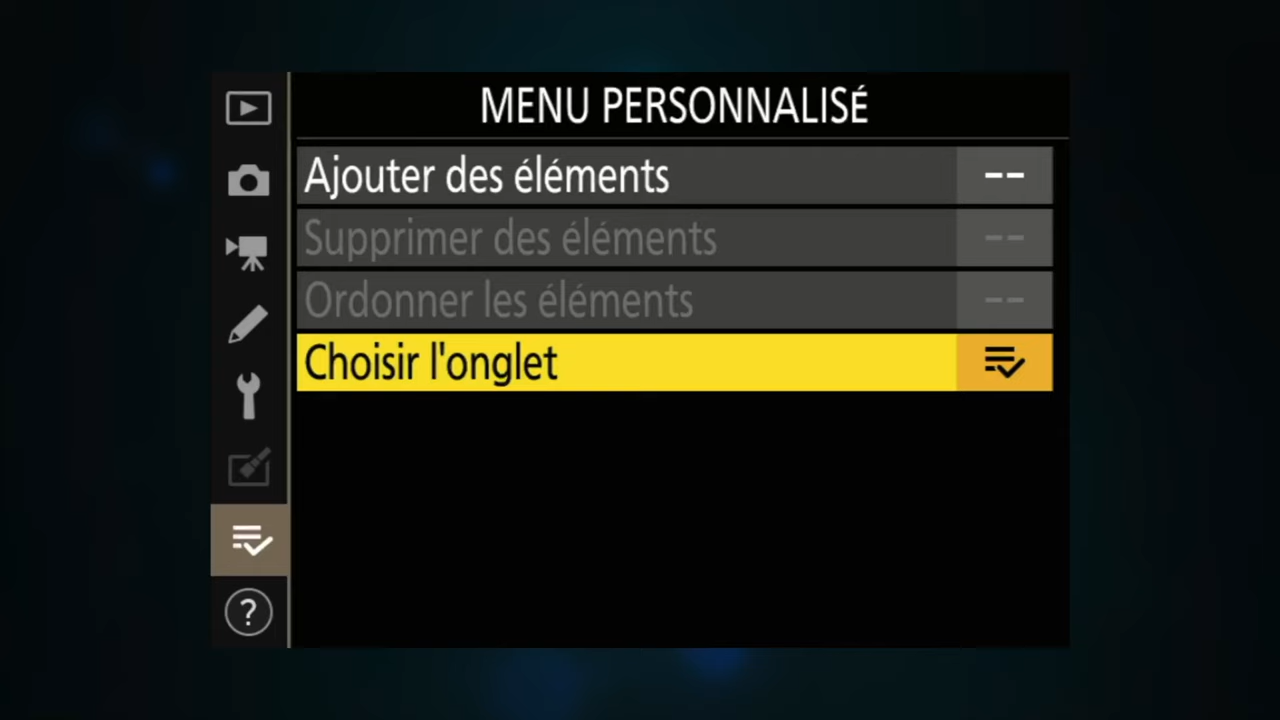 MENU PERSONNALISÉ
Ajouter des éléments --
Supprimer des éléments --
Ordonner les éléments --
Choisir l'onglet
?